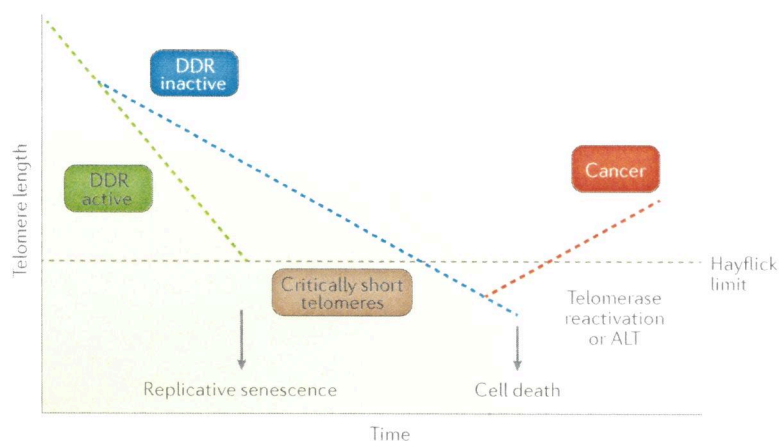 DDR
inactive
Cancer
DDR
active
Telomere length
Hayflick
limit
Critically short
telomeres
Telomerase
reactivation
or ALT
Replicative senescence
Cell death
Time